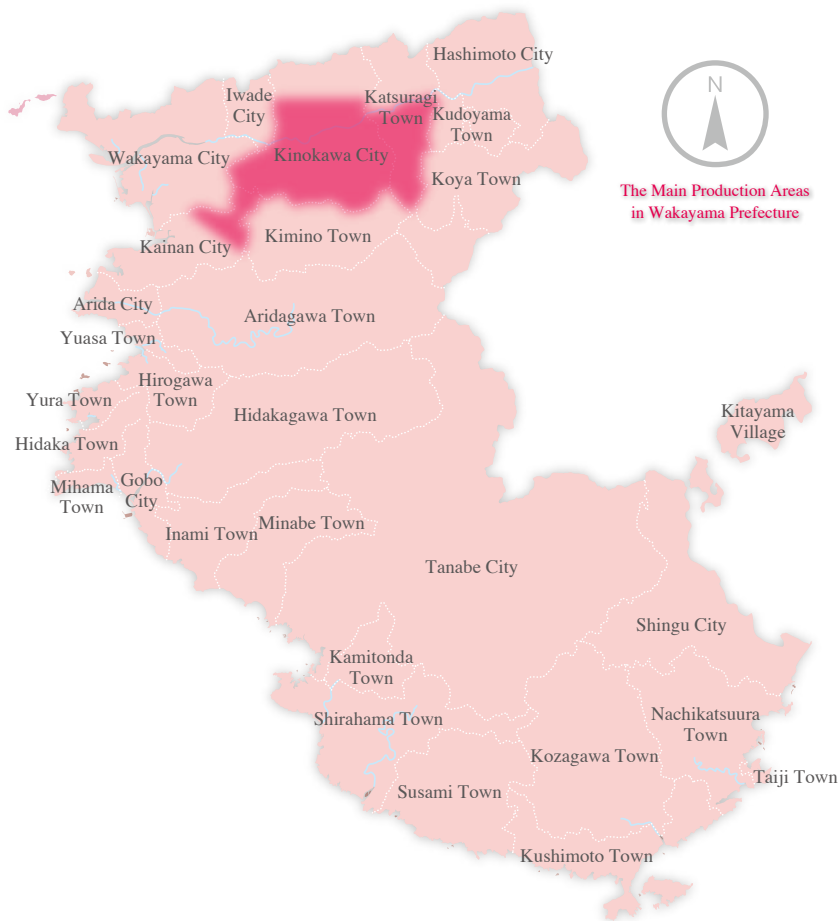 Hashimoto City
N
Iwade
City
Katsuragi
Town
Kudoyama
Town
Wakayama City
Kinokawa City
Koya Town
The Main Production Areas
in Wakayama Prefecture
Kainan City
Kimino Town
Arida City
Aridagawa Town
Yuasa Town
Hirogawa
Town
Yura Town
Hidakagawa Town
Kitayama
Village
Hidaka Town
Mihama
Town
Gobo
City
Inami Town
Minabe Town
Tanabe City
Shingu City
Kamitonda
Town
Shirahama Town
Nachikatsuura
Town
Kozagawa Town
Taiji Town
Susami Town
Kushimoto Town